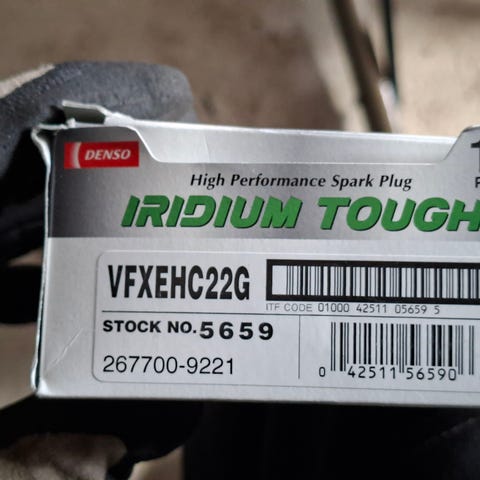 DENSO
High Performance Spark Plug
IRIDIUM TOUGH
VFXEHC22G
ITF CODE 01000 42511 05659 5
STOCK NO. 5659
267700-9221
0 42511 56590